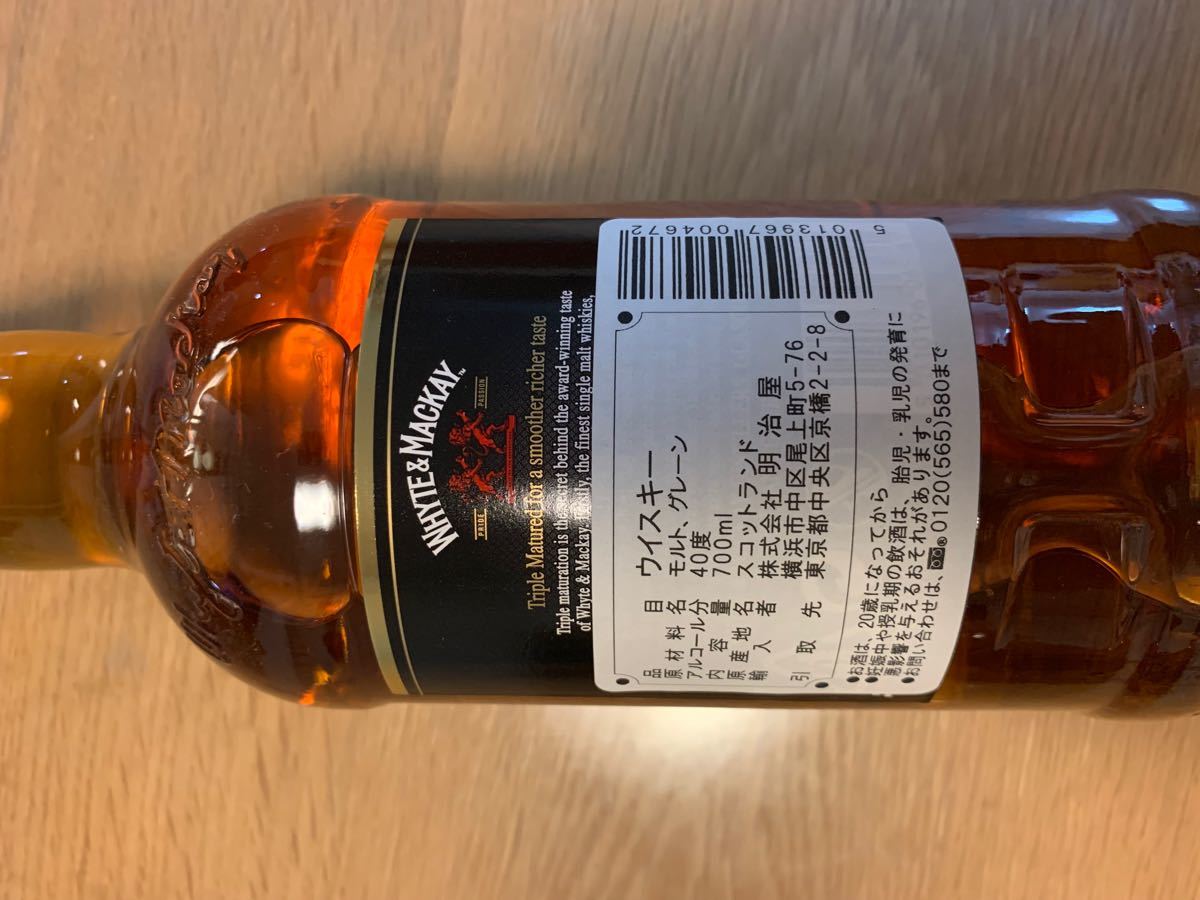 WHYTE&MACKAY™
PRIDE
PASSION
Triple Matured for a smoother richer taste
Triple maturation is the secret behind the award-winning taste
of Whyte & Mackay. Firstly, the finest single malt whiskies,
5 013967 004672
品目 ウイスキー
原材料名 モルト、グレーン
アルコール分 40度
内容量 700ml
原産地名 スコットランド
輸入者 株式会社 明治屋
横浜市中区尾上町5-76
引取先 東京都中央区京橋2-2-8
●お酒は、20歳になってから
●妊娠中や授乳期の飲酒は、胎児・乳児の発育に
悪影響を与えるおそれがあります。
●お問い合わせは、®0120(565)580まで